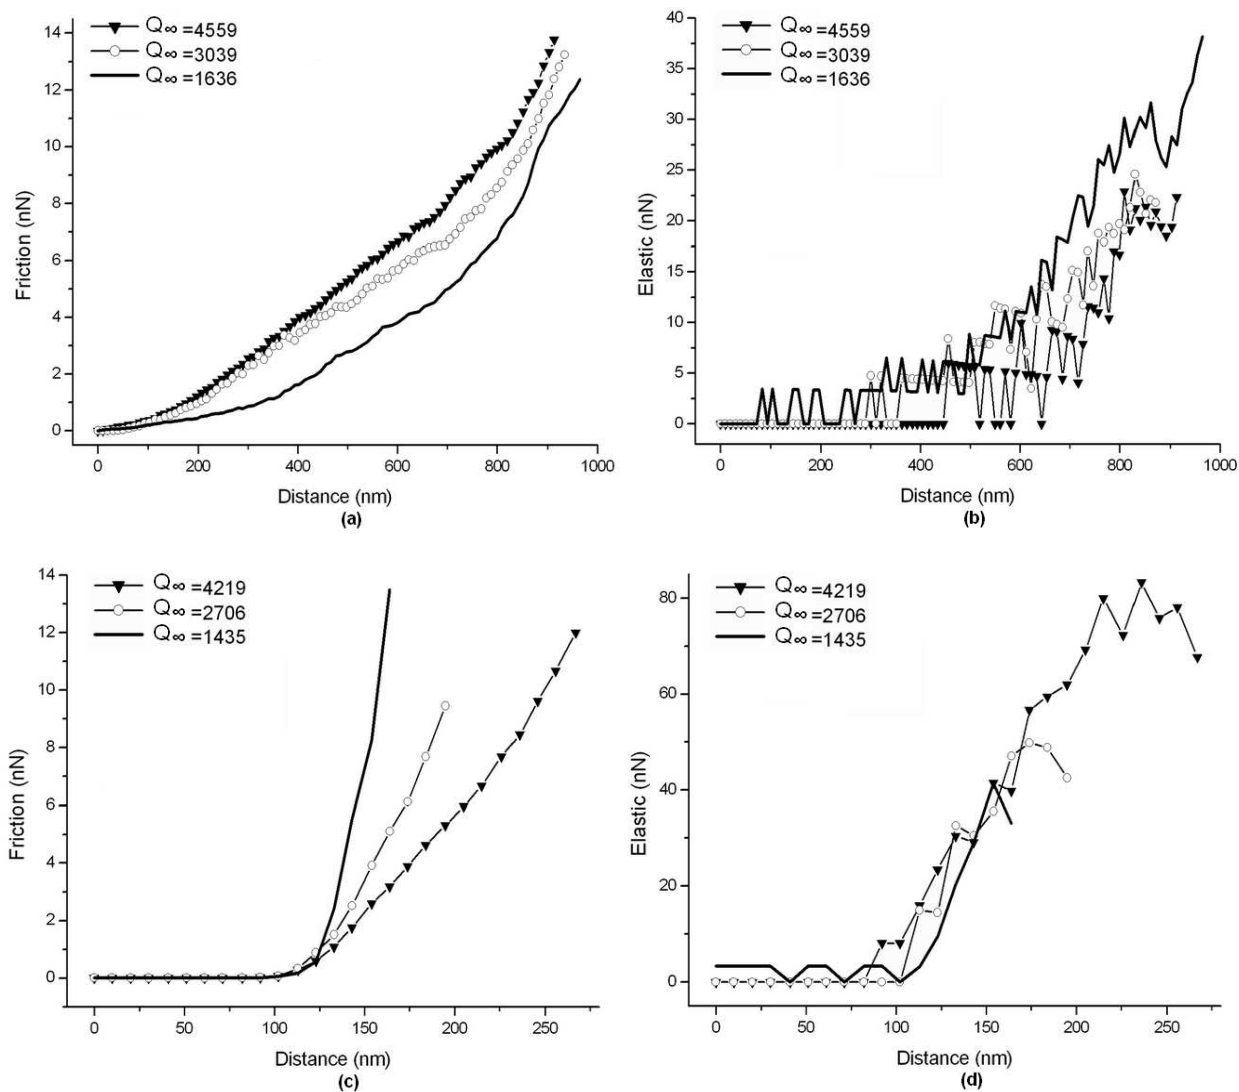 Q∞=4559
Q∞=3039
Q∞=1636
14
12
10
8
6
4
2
0
Friction (nN)
0 200 400 600 800 1000
Distance (nm)
(a)
Q∞=4559
Q∞=3039
Q∞=1636
40
35
30
25
20
15
10
5
0
Elastic (nN)
0 200 400 600 800 1000
Distance (nm)
(b)
Q∞=4219
Q∞=2706
Q∞=1435
14
12
10
8
6
4
2
0
Friction (nN)
0 50 100 150 200 250
Distance (nm)
(c)
Q∞=4219
Q∞=2706
Q∞=1435
80
60
40
20
0
Elastic (nN)
0 50 100 150 200 250
Distance (nm)
(d)